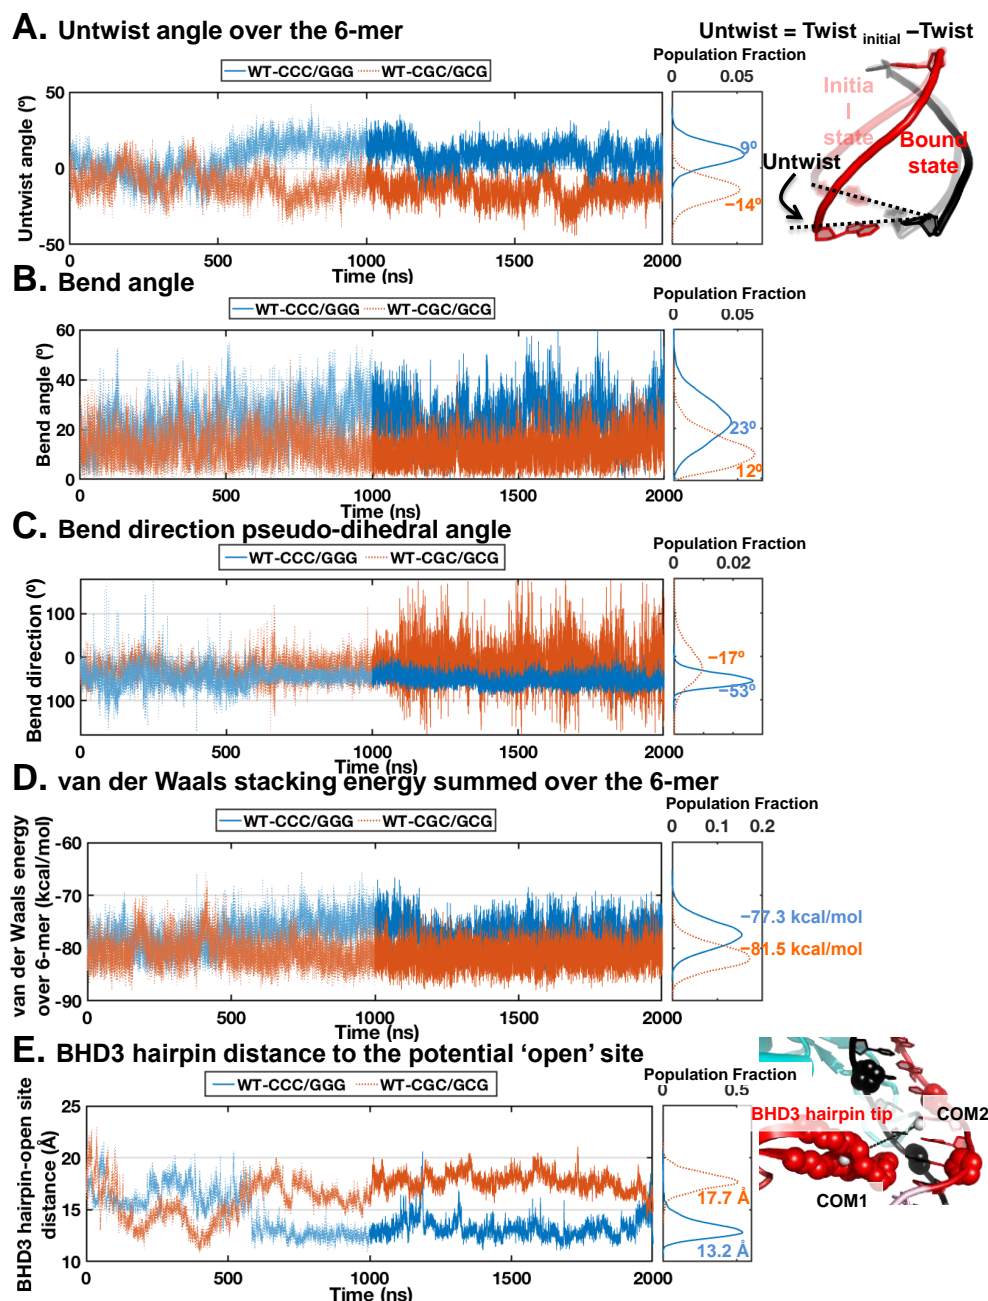 A. Untwist angle over the 6-mer
Untwist = Twist initial –Twist
WT-CCC/GGG WT-CGC/GCG
Population Fraction
0 0.05
50
0
-50
Untwist angle (º)
0 500 1000 1500 2000
Time (ns)
9º
−14º
Initia
l
state
Bound
state
Untwist
B. Bend angle
WT-CCC/GGG WT-CGC/GCG
Population Fraction
0 0.05
60
40
20
0
Bend angle (º)
0 500 1000 1500 2000
Time (ns)
23º
12º
C. Bend direction pseudo-dihedral angle
WT-CCC/GGG WT-CGC/GCG
Population Fraction
0 0.02
100
0
100
Bend direction (º)
0 500 1000 1500 2000
Time (ns)
−17º
−53º
D. van der Waals stacking energy summed over the 6-mer
WT-CCC/GGG WT-CGC/GCG
Population Fraction
0 0.1 0.2
-60
-70
-80
-90
van der Waals energy
over 6-mer (kcal/mol)
0 500 1000 1500 2000
Time (ns)
−77.3 kcal/mol
−81.5 kcal/mol
E. BHD3 hairpin distance to the potential ‘open’ site
WT-CCC/GGG WT-CGC/GCG
Population Fraction
0 0.5
25
20
15
10
BHD3 hairpin-open site
distance (Å)
0 500 1000 1500 2000
Time (ns)
17.7 Å
13.2 Å
BHD3 hairpin tip
COM2
COM1